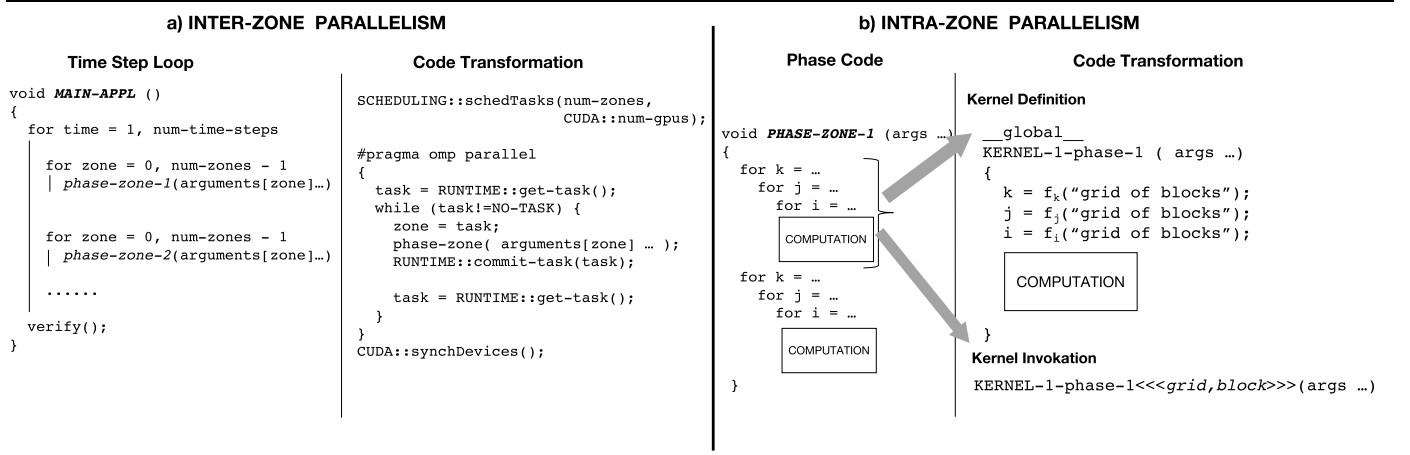 a) INTER-ZONE PARALLELISM
Time Step Loop
void MAIN-APPL ()
{
for time = 1, num-time-steps
for zone = 0, num-zones - 1
phase-zone-1(arguments[zone]…)
for zone = 0, num-zones - 1
phase-zone-2(arguments[zone]…)
......
verify();
}
Code Transformation
SCHEDULING::schedTasks(num-zones,
CUDA::num-gpus);
#pragma omp parallel
{
task = RUNTIME::get-task();
while (task!=NO-TASK) {
zone = task;
phase-zone( arguments[zone] … );
RUNTIME::commit-task(task);
task = RUNTIME::get-task();
}
}
CUDA::synchDevices();
b) INTRA-ZONE PARALLELISM
Phase Code
void PHASE-ZONE-1 (args …)
{
for k = …
for j = …
for i = …
COMPUTATION
for k = …
for j = …
for i = …
COMPUTATION
}
Code Transformation
Kernel Definition
__global__
KERNEL-1-phase-1 ( args …)
{
k = fk(“grid of blocks”);
j = fj(“grid of blocks”);
i = fi(“grid of blocks”);
COMPUTATION
}
Kernel Invokation
KERNEL-1-phase-1<<<grid,block>>>(args …)